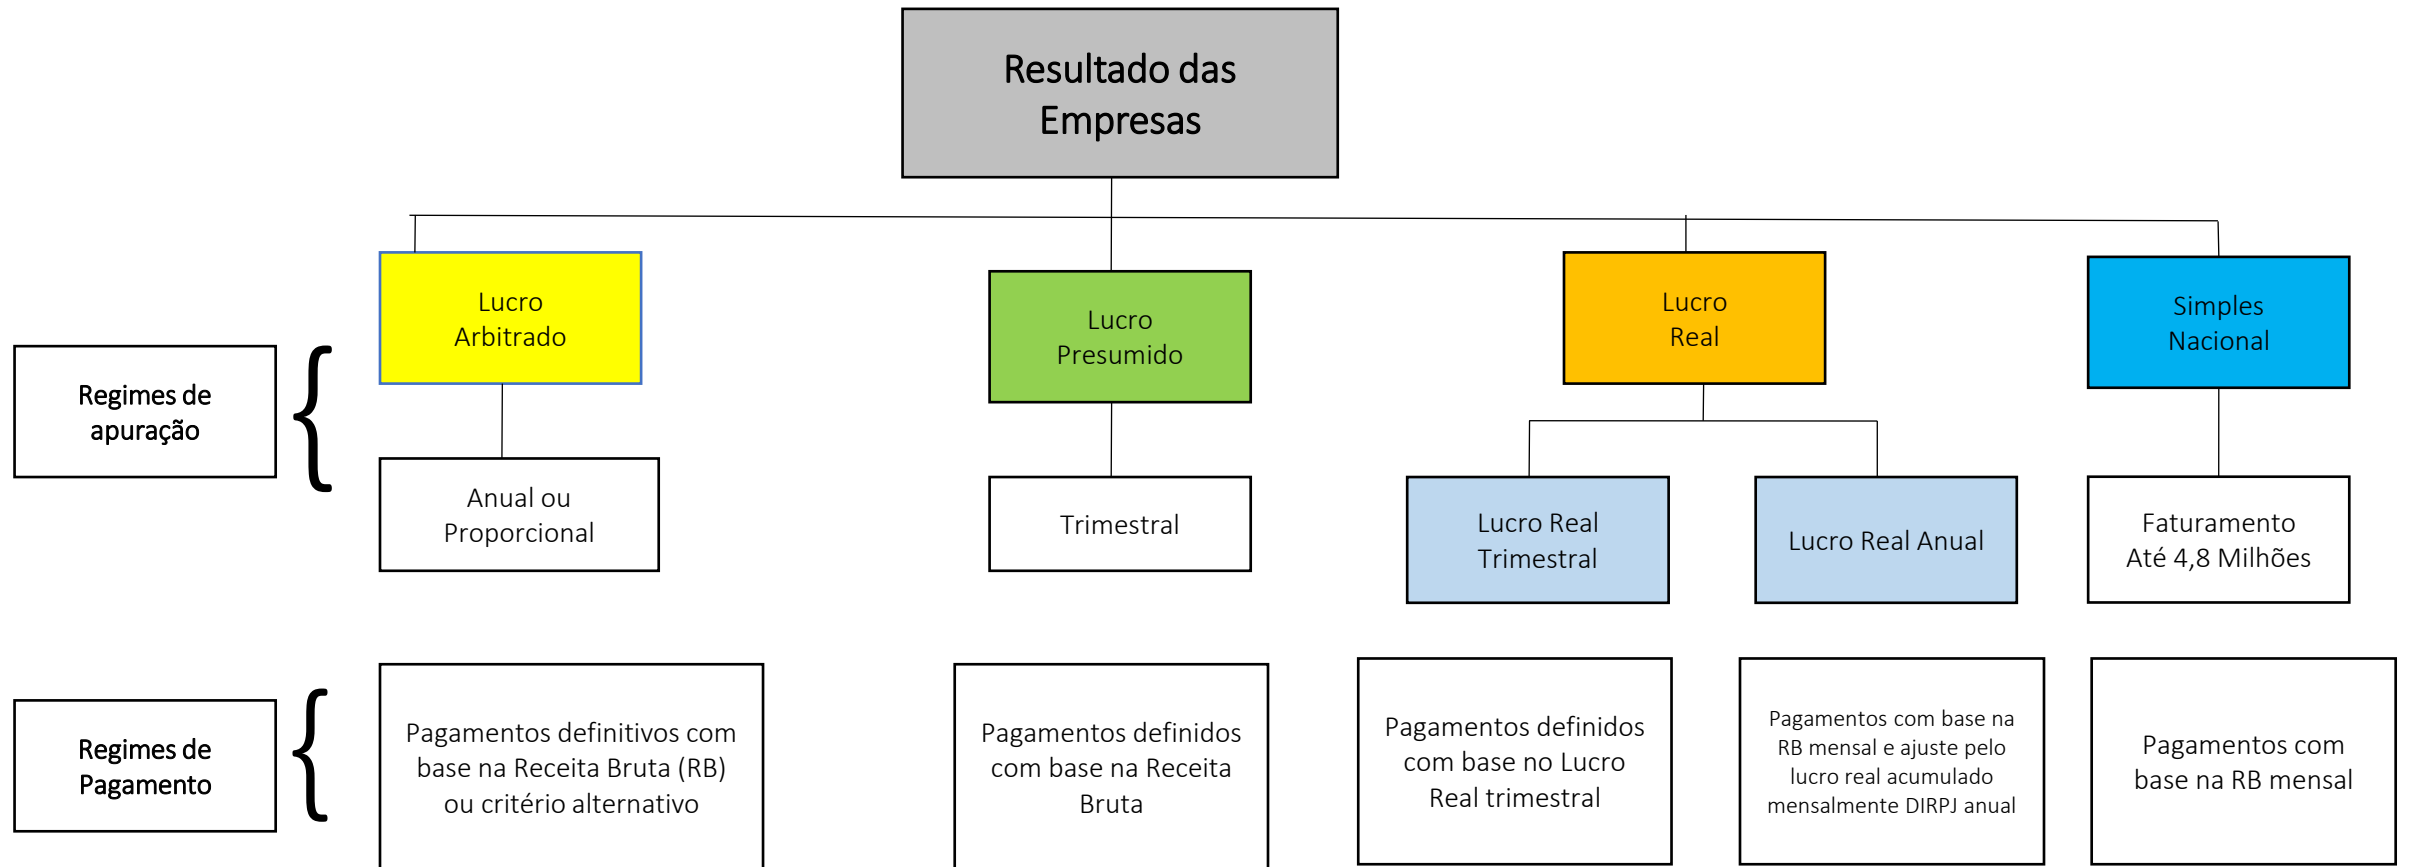 Resultado das
Empresas
Lucro
Arbitrado
Lucro
Presumido
Lucro
Real
Simples
Nacional
Regimes de
apuração
Anual ou
Proporcional
Trimestral
Lucro Real
Trimestral
Lucro Real Anual
Faturamento
Até 4,8 Milhões
Regimes de
Pagamento
Pagamentos definitivos com
base na Receita Bruta (RB)
ou critério alternativo
Pagamentos definidos
com base na Receita
Bruta
Pagamentos definidos
com base no Lucro
Real trimestral
Pagamentos com base na
RB mensal e ajuste pelo
lucro real acumulado
mensalmente DIRPJ anual
Pagamentos com
base na RB mensal